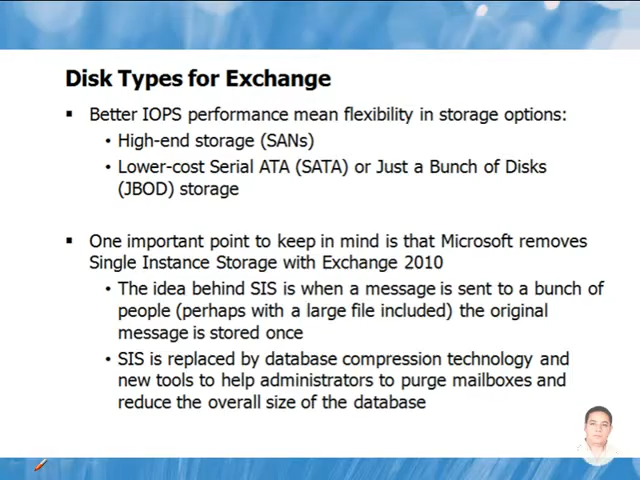 Disk Types for Exchange
▪ Better IOPS performance mean flexibility in storage options:
• High-end storage (SANs)
• Lower-cost Serial ATA (SATA) or Just a Bunch of Disks
(JBOD) storage
▪ One important point to keep in mind is that Microsoft removes
Single Instance Storage with Exchange 2010
• The idea behind SIS is when a message is sent to a bunch of
people (perhaps with a large file included) the original
message is stored once
• SIS is replaced by database compression technology and
new tools to help administrators to purge mailboxes and
reduce the overall size of the database